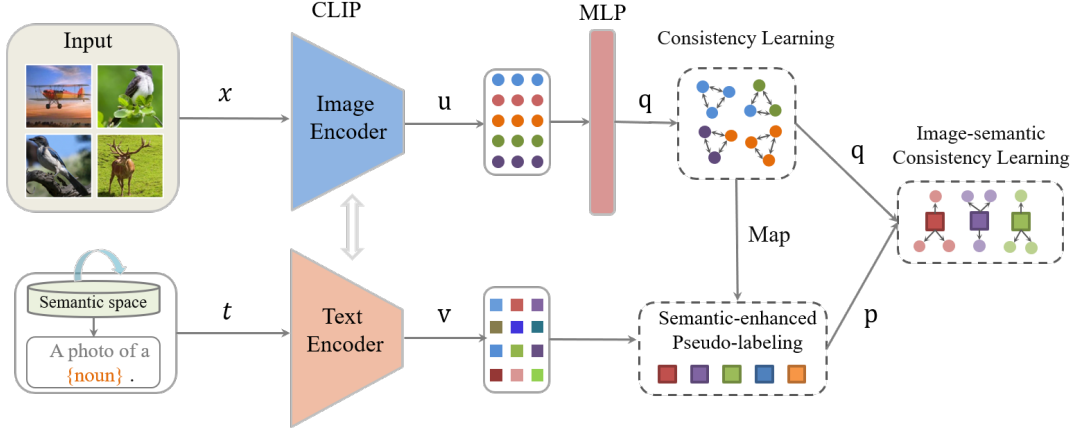 CLIP
MLP
Input
Consistency Learning
x
Image
Encoder
u
q
Image-semantic
Consistency Learning
q
Map
Semantic space
A photo of a
{noun} .
t
Text
Encoder
v
Semantic-enhanced
Pseudo-labeling
p